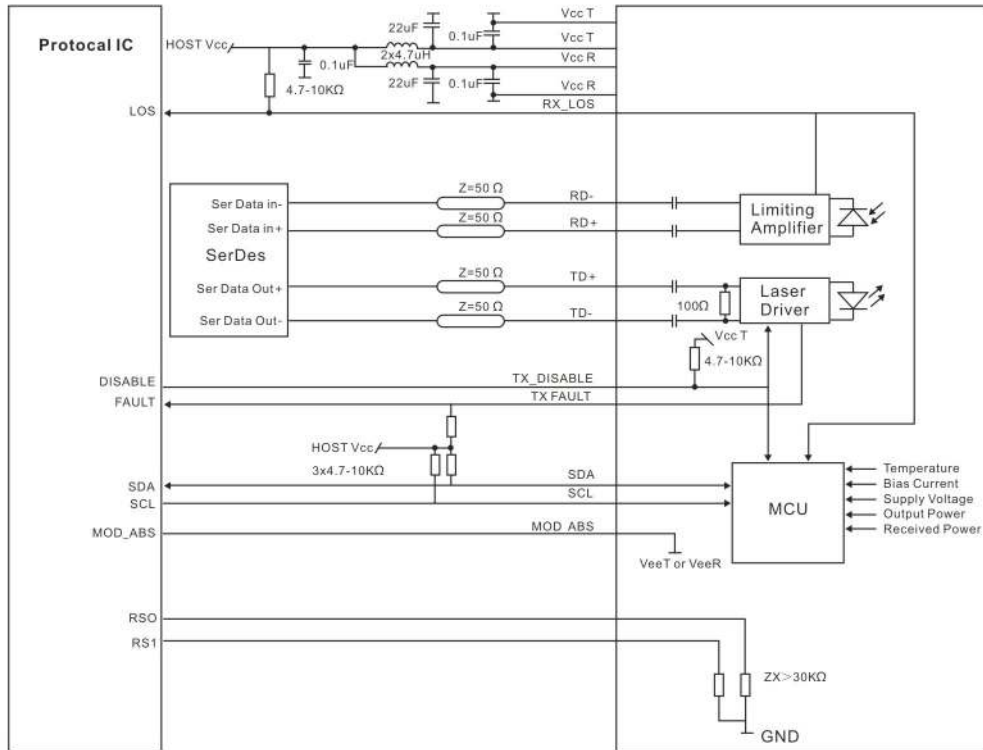 Protocal IC
HOST Vcc
22uF
0.1uF
Vcc T
Vcc T
2x4.7uH
0.1uF
Vcc R
22uF
0.1uF
4.7-10KΩ
Vcc R
LOS
RX_LOS
Ser Data in-
Z=50 Ω
RD-
Ser Data in+
Z=50 Ω
RD+
Limiting
Amplifier
SerDes
Ser Data Out+
Z=50 Ω
TD+
100Ω
Laser
Driver
Ser Data Out-
Z=50 Ω
TD-
Vcc T
4.7-10KΩ
DISABLE
TX_DISABLE
FAULT
TX FAULT
HOST Vcc
3x4.7-10KΩ
SDA
SDA
SCL
SCL
MCU
Temperature
Bias Current
Supply Voltage
Output Power
Received Power
MOD_ABS
MOD ABS
VeeT or VeeR
RSO
RS1
ZX>30KΩ
GND